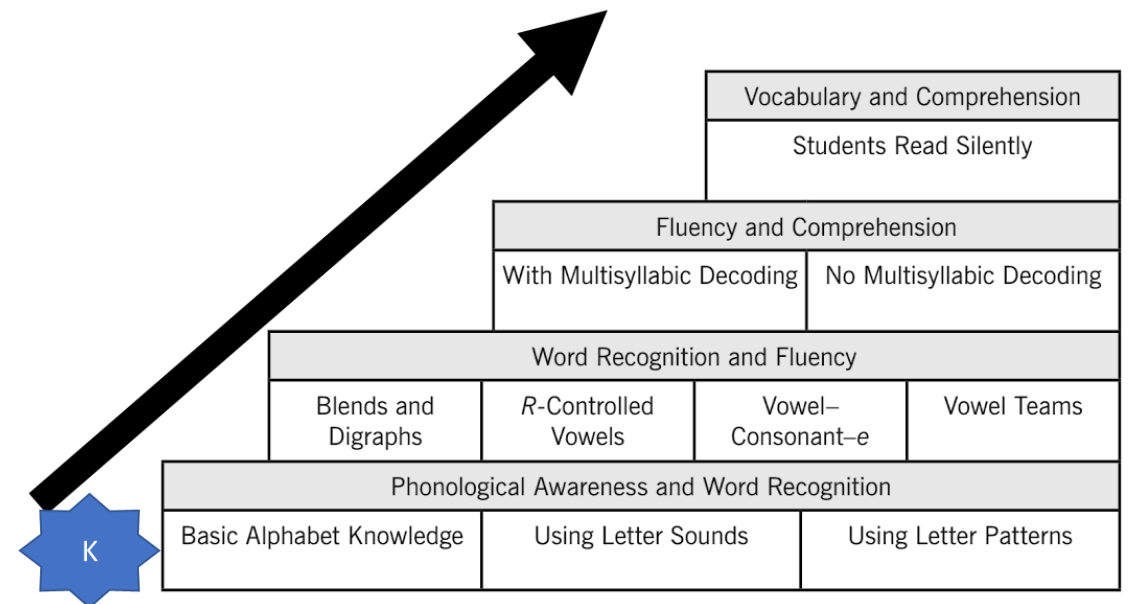 Vocabulary and Comprehension
Students Read Silently
Fluency and Comprehension
With Multisyllabic Decoding
No Multisyllabic Decoding
Word Recognition and Fluency
Blends and
Digraphs
R-Controlled
Vowels
Vowel–
Consonant–e
Vowel Teams
Phonological Awareness and Word Recognition
K
Basic Alphabet Knowledge
Using Letter Sounds
Using Letter Patterns